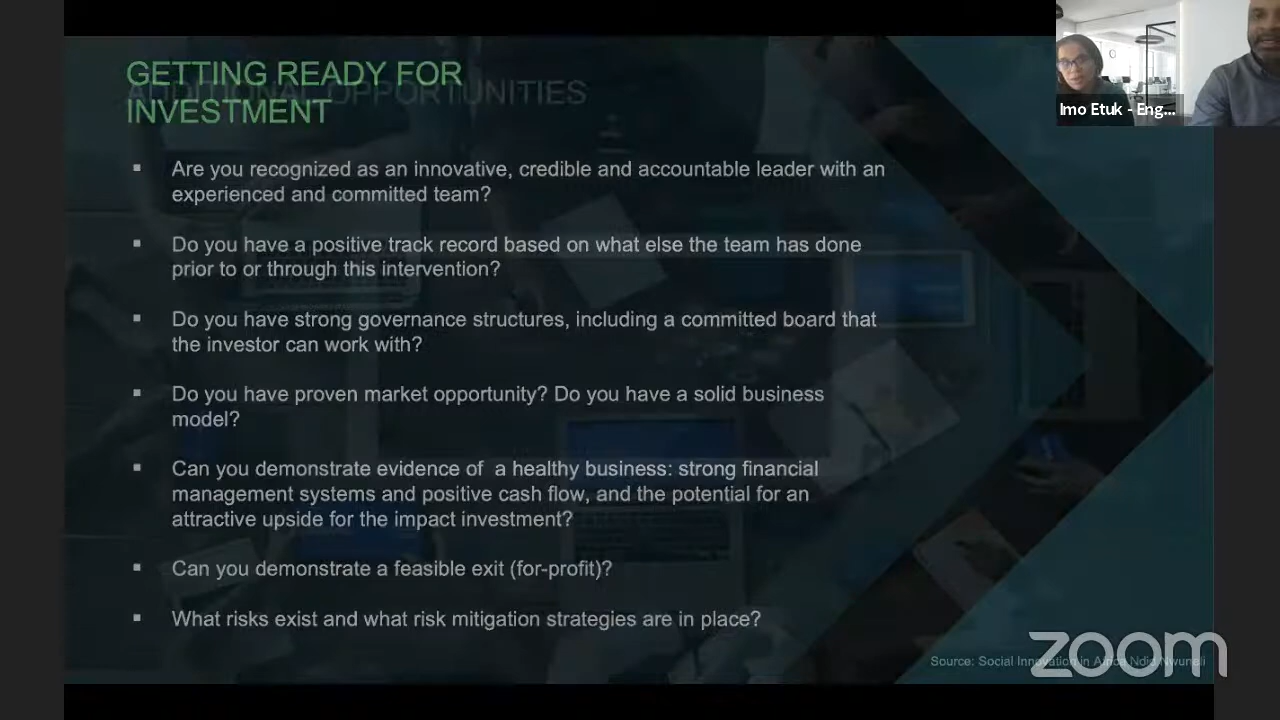 GETTING READY FOR
ADDITIONAL OPPORTUNITIES
INVESTMENT
▪ Are you recognized as an innovative, credible and accountable leader with an
experienced and committed team?
▪ Do you have a positive track record based on what else the team has done
prior to or through this intervention?
▪ Do you have strong governance structures, including a committed board that
the investor can work with?
▪ Do you have proven market opportunity? Do you have a solid business
model?
▪ Can you demonstrate evidence of a healthy business: strong financial
management systems and positive cash flow, and the potential for an
attractive upside for the impact investment?
▪ Can you demonstrate a feasible exit (for-profit)?
▪ What risks exist and what risk mitigation strategies are in place?
Imo Etuk - Eng...
zoom
Source: Social Innovation in Africa Ndidi Nwuneli